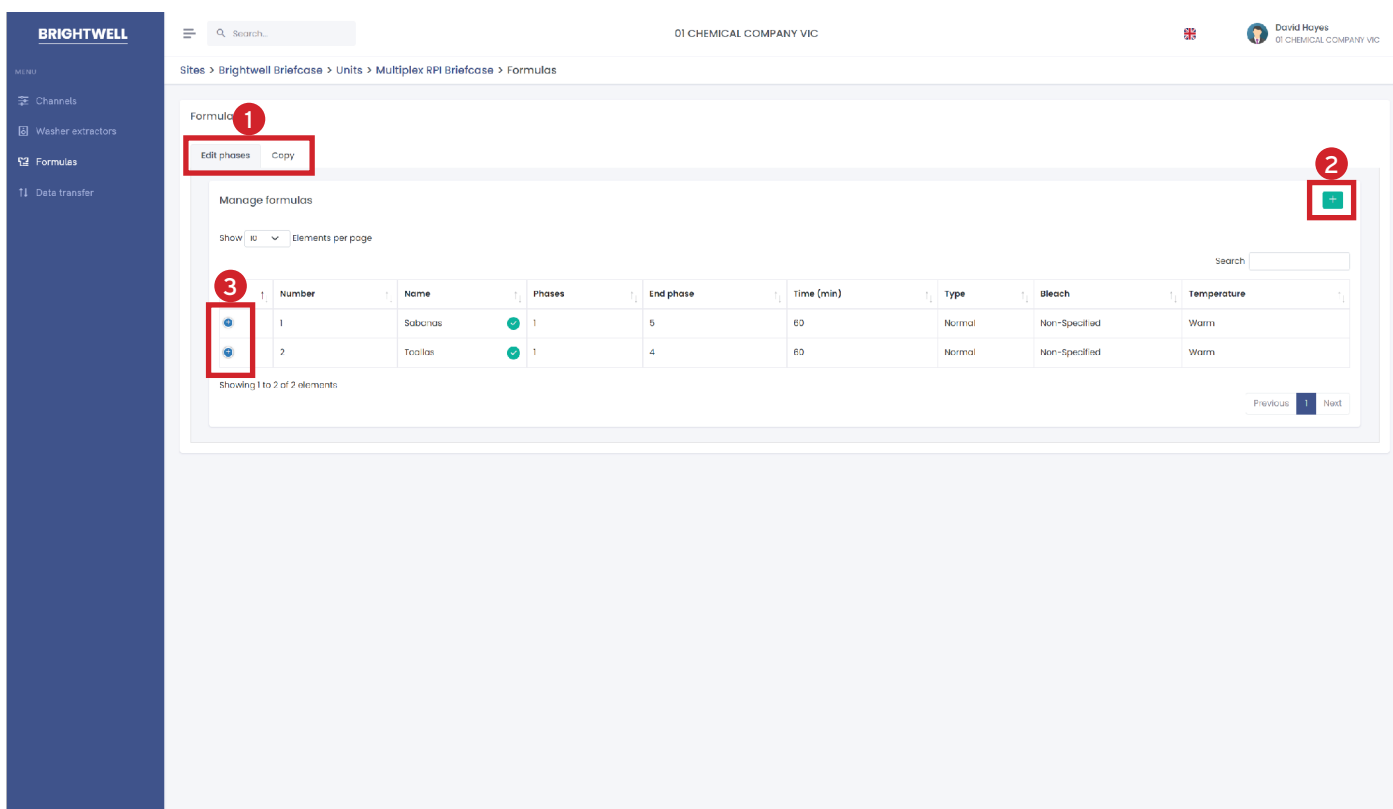 BRIGHTWELL
Search...
01 CHEMICAL COMPANY VIC
David Hayes
01 CHEMICAL COMPANY VIC
MENU
Channels
Washer extractors
Formulas
Data transfer
Sites > Brightwell Briefcase > Units > Multiplex RPI Briefcase > Formulas
Formula
1
Edit phases Copy
2
Manage formulas
+
Show 10 Elements per page
Search
3
Number Name Phases End phase Time (min) Type Bleach Temperature
1 Sabanas 1 5 60 Normal Non-Specified Warm
2 Toallas 1 4 60 Normal Non-Specified Warm
Showing 1 to 2 of 2 elements
Previous 1 Next